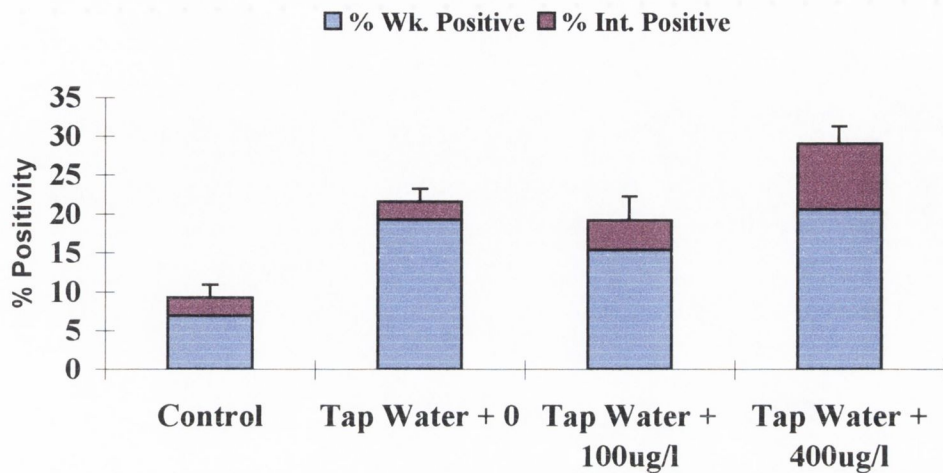 % Wk. Positive % Int. Positive
% Positivity
35
30
25
20
15
10
5
0
Control
Tap Water + 0
Tap Water + 100ug/l
Tap Water + 400ug/l